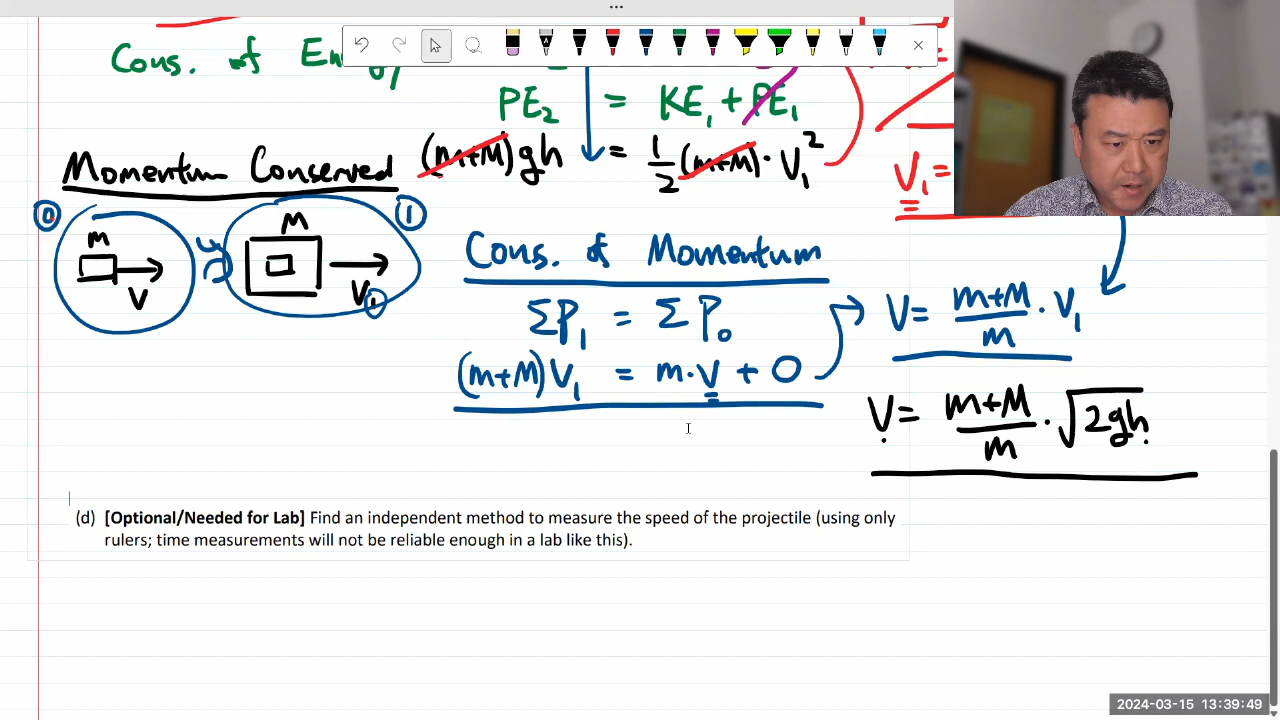 Cons. of En
PE₂ = KE₁ + PE₁
(m+M)gh = 1/2 (m+M) · V₁²
V₁ =
Momentum Conserved
0
1
m
M
V
V₁
Cons. of Momentum
ΣP₁ = ΣP₀
(m+M)V₁ = m·V + 0
V = (m+M)/m · V₁
V = (m+M)/m · √2gh
(d) [Optional/Needed for Lab] Find an independent method to measure the speed of the projectile (using only
rulers; time measurements will not be reliable enough in a lab like this).
2024-03-15 13:39:49